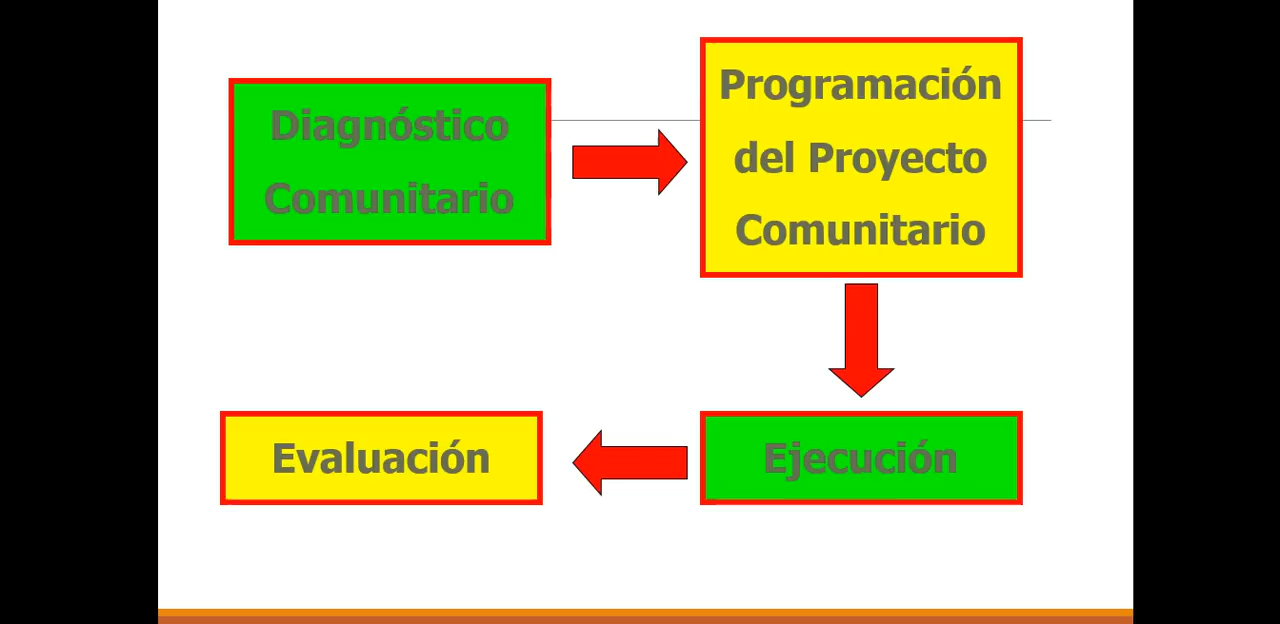 Diagnóstico
Comunitario
Programación
del Proyecto
Comunitario
Ejecución
Evaluación